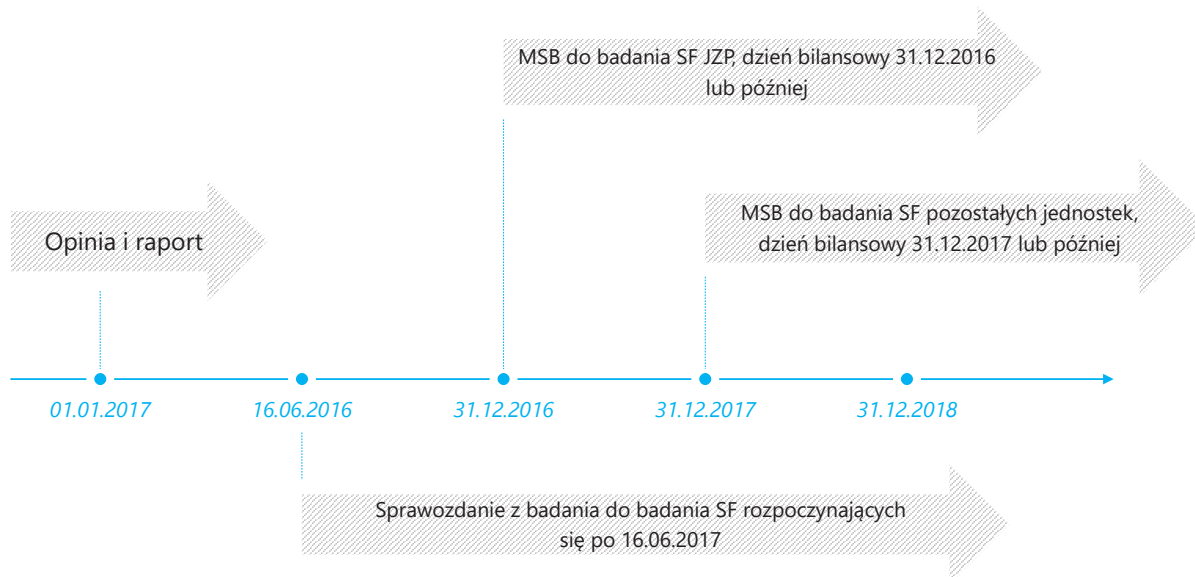 MSB do badania SF JZP, dzień bilansowy 31.12.2016
lub później
MSB do badania SF pozostałych jednostek,
dzień bilansowy 31.12.2017 lub później
Opinia i raport
01.01.2017
16.06.2016
31.12.2016
31.12.2017
31.12.2018
Sprawozdanie z badania do badania SF rozpoczynających
się po 16.06.2017